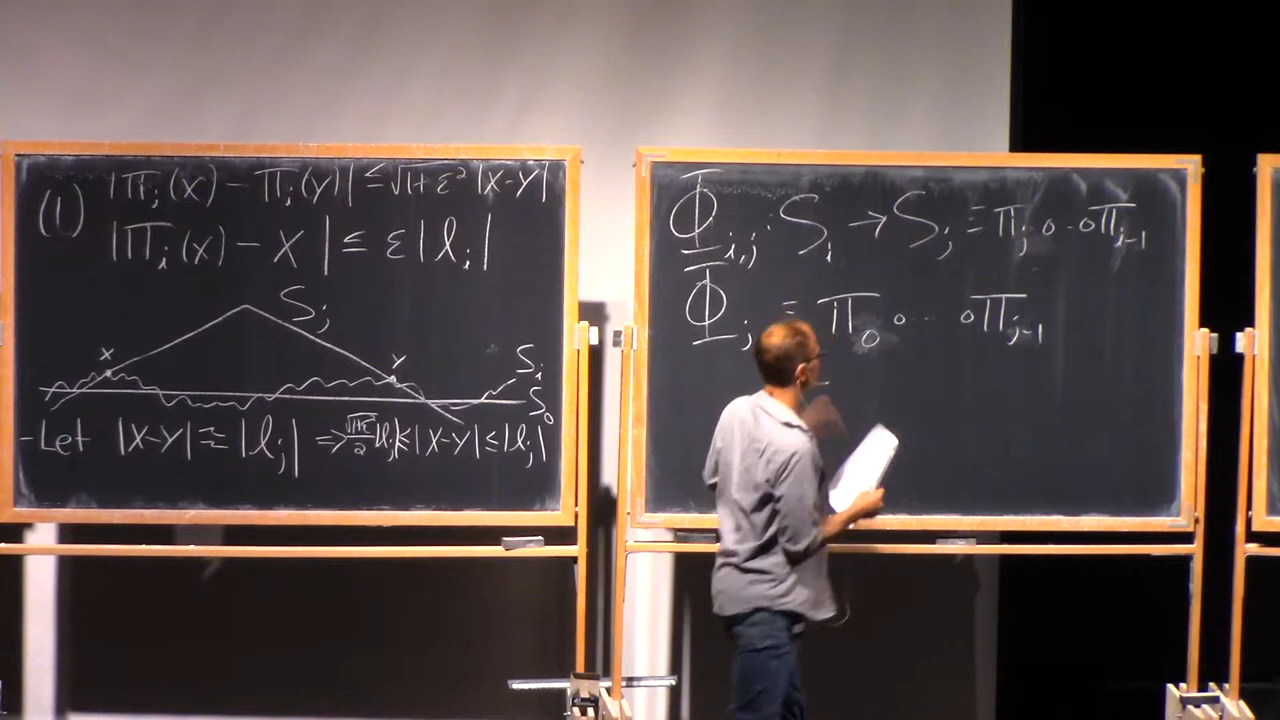 (1) |π_j(x) − π_j(y)| ≤ √1+ε² |x-y|
|π_i(x) − x| ≤ ε|l_i|
S_j
x
y
S_i
S_0
-Let |x-y| ≈ |l_j| ⇒ √1+ε²/2 |l_j| < |x-y| ≤ |l_j|
Φ_{i,j}: S_i → S_j ≡ π_j ∘ ·· ∘π_{j-1}
Φ_j ≡ π_0 ∘ ··· ∘π_{j-1}